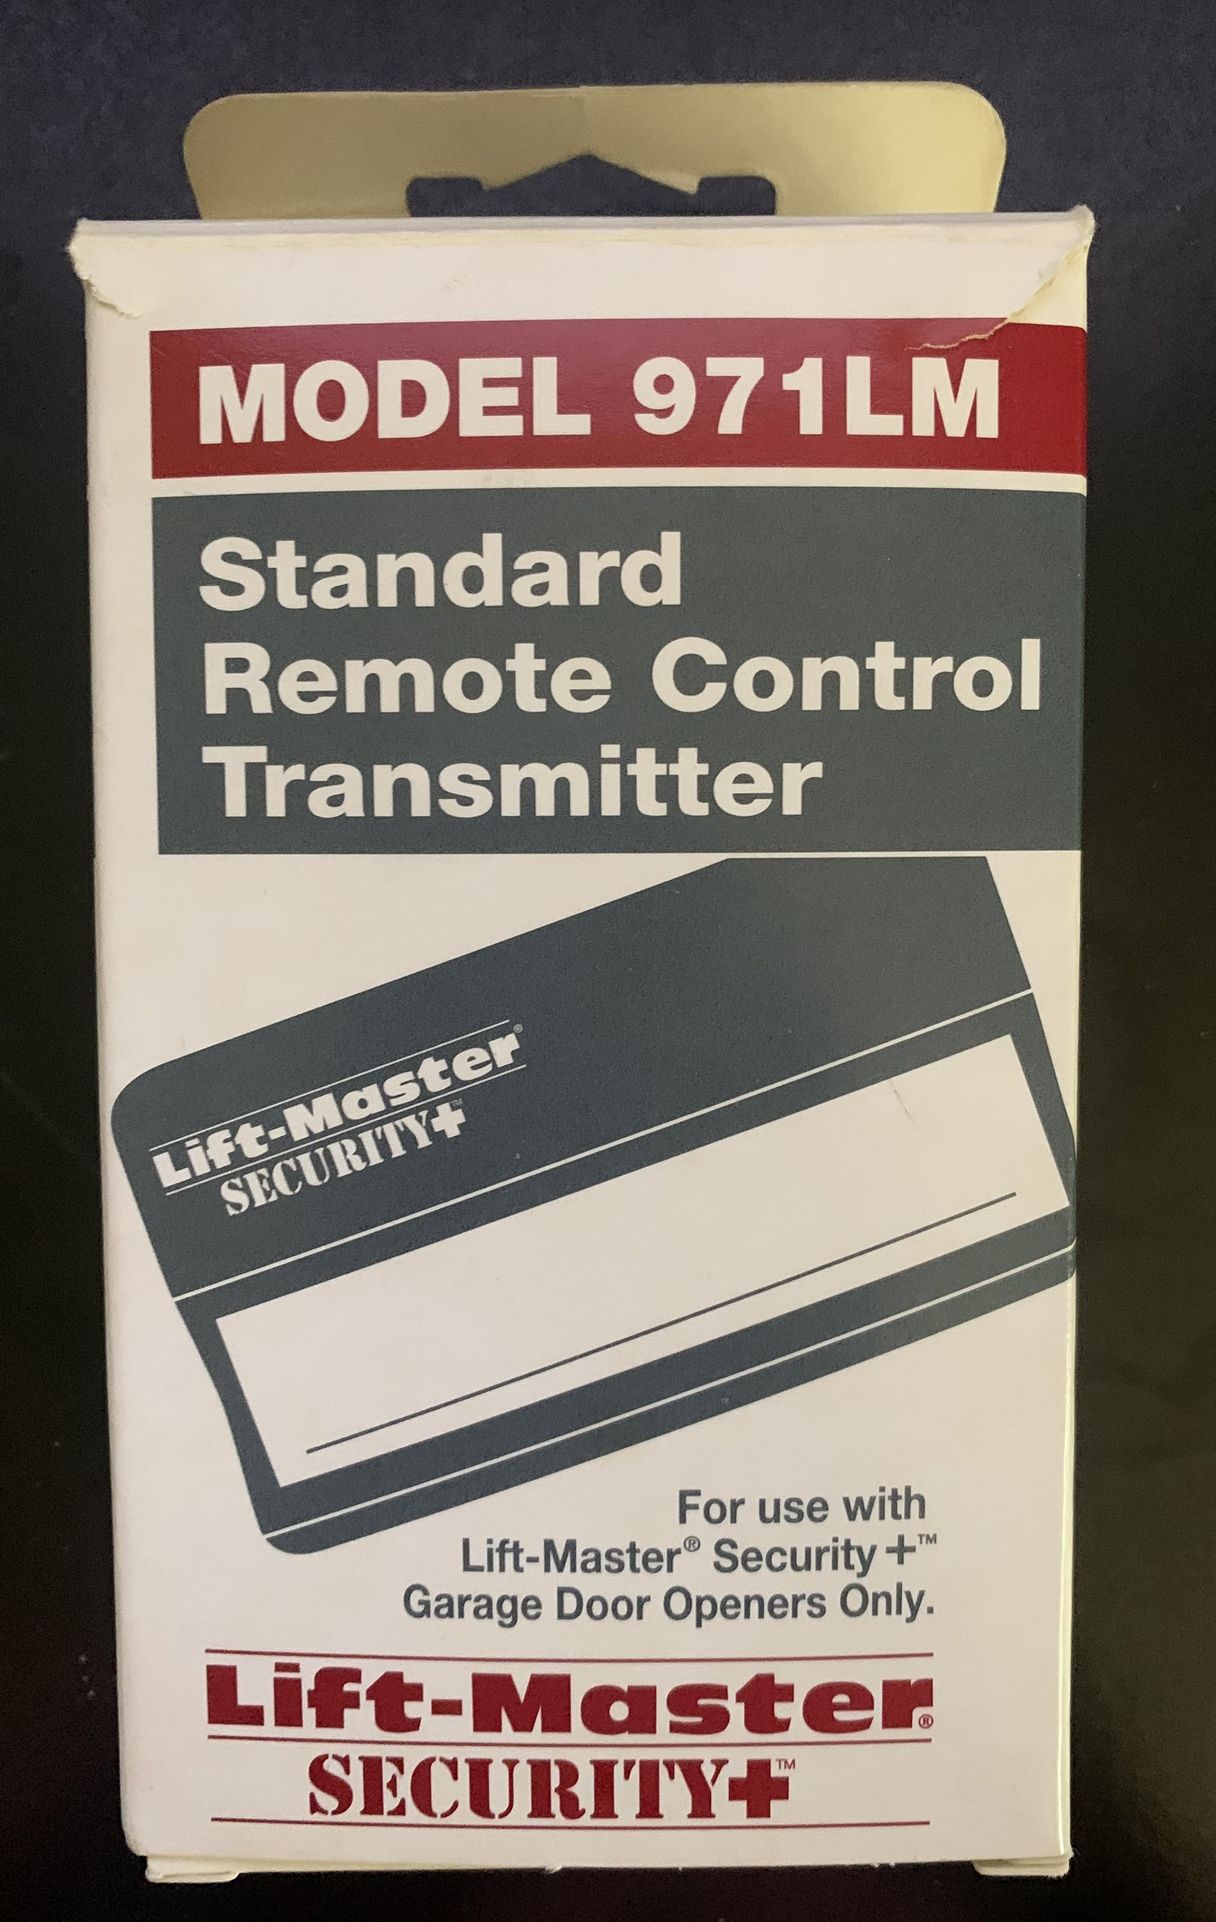 MODEL 971LM
Standard
Remote Control
Transmitter
Lift-Master®
SECURITY+™
For use with
Lift-Master® Security+™
Garage Door Openers Only.
Lift-Master®
SECURITY+™